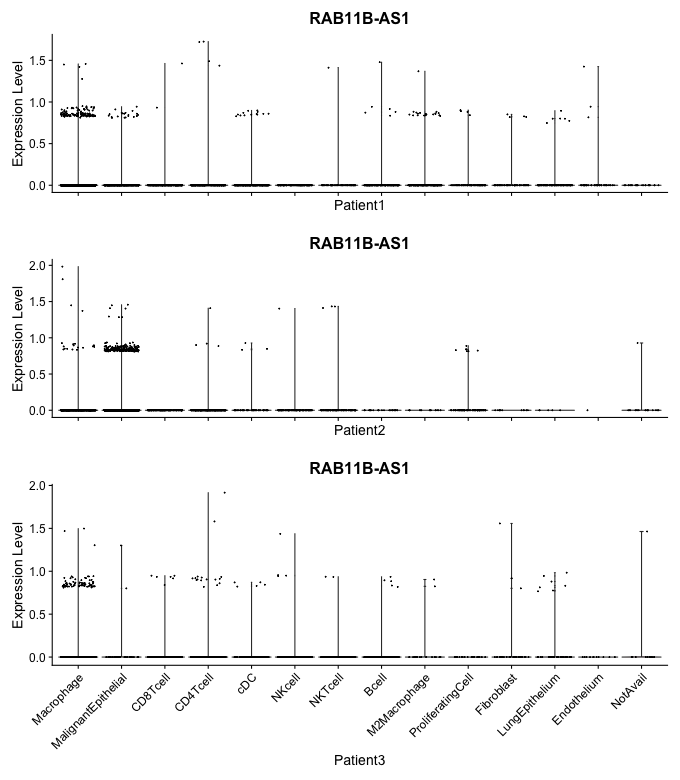 RAB11B-AS1
Expression Level
1.5
1.0
0.5
0.0
Patient1
RAB11B-AS1
Expression Level
2.0
1.5
1.0
0.5
0.0
Patient2
RAB11B-AS1
Expression Level
2.0
1.5
1.0
0.5
0.0
Macrophage
MalignantEpithelial
CD8Tcell
CD4Tcell
cDC
NKcell
NKTcell
Bcell
M2Macrophage
ProliferatingCell
Fibroblast
LungEpithelium
Endothelium
NotAvail
Patient3